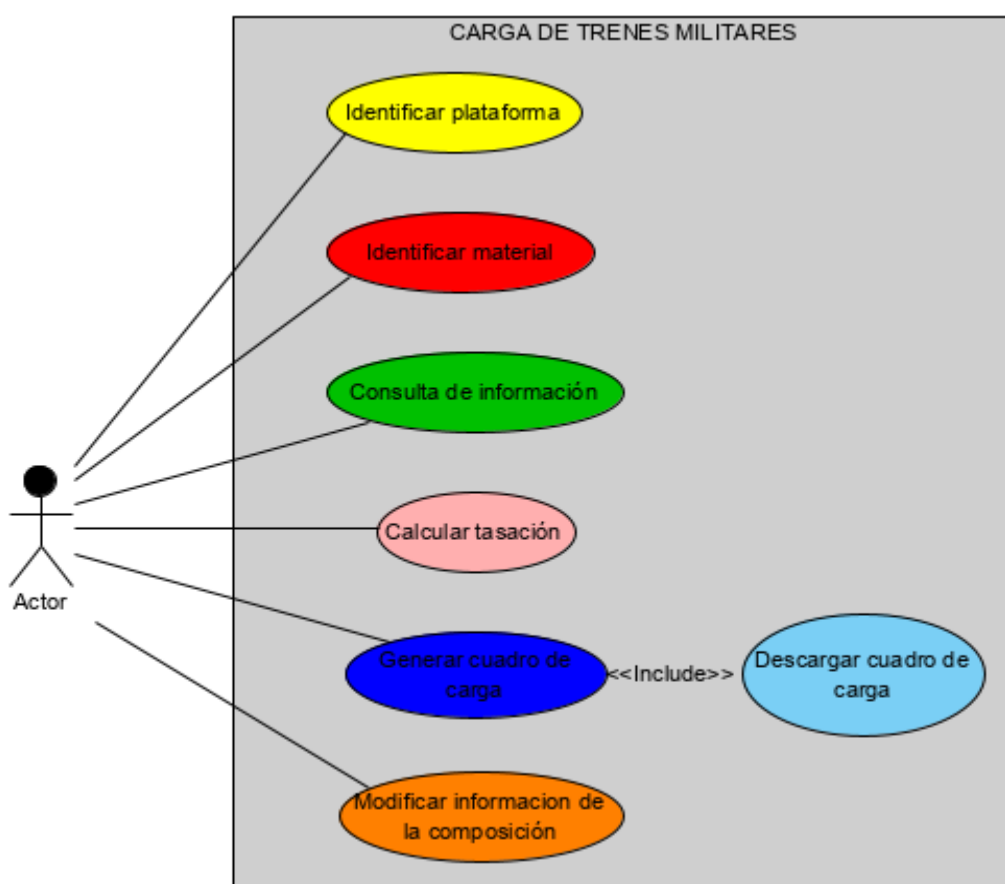 CARGA DE TRENES MILITARES
Identificar plataforma
Identificar material
Consulta de información
Calcular tasación
Actor
Generar cuadro de
carga
<<Include>>
Descargar cuadro de
carga
Modificar informacion de
la composición